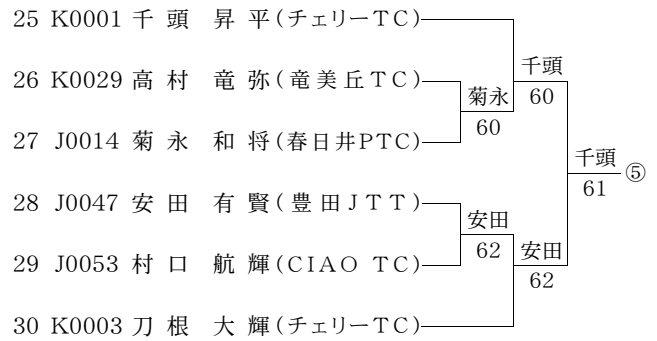 25 K0001 千頭 昇平(チェリーTC)
千頭
26 K0029 高村 竜弥(竜美丘TC)
菊永
60
60
27 J0014 菊永 和将(春日井PTC)
千頭
⑤
61
28 J0047 安田 有賢(豊田JTT)
安田
62
安田
29 J0053 村口 航輝(CIAO TC)
62
30 K0003 刀根 大輝(チェリーTC)